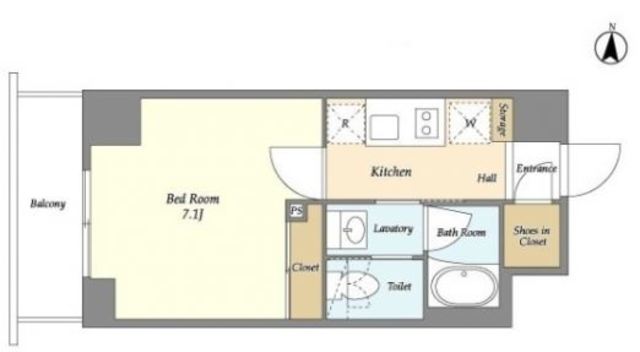 N
R
W
Storage
Kitchen
Hall
Entrance
Bed Room
7.1J
Balcony
PS
Lavatory
Bath Room
Shoes in
Closet
Closet
Toilet